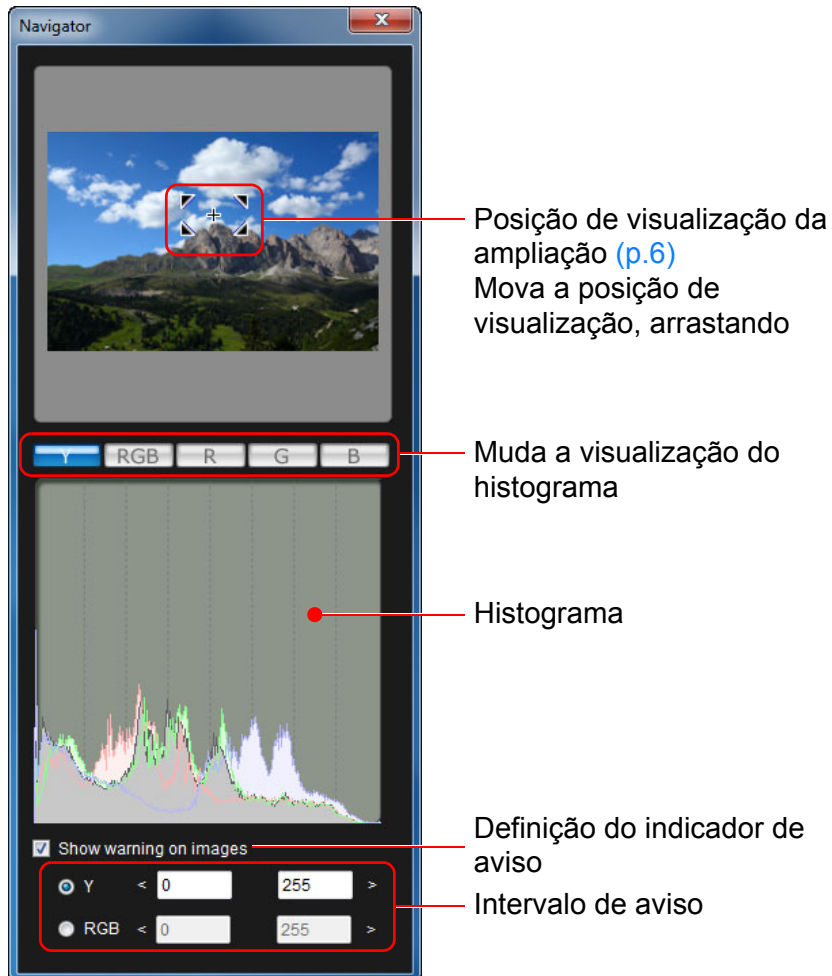 Navigator
x
Posição de visualização da
ampliação (p.6)
Mova a posição de
visualização, arrastando
Y RGB R G B
Muda a visualização do
histograma
Histograma
Show warning on images
Definição do indicador de
aviso
Y < 0 255 >
RGB < 0 255 >
Intervalo de aviso